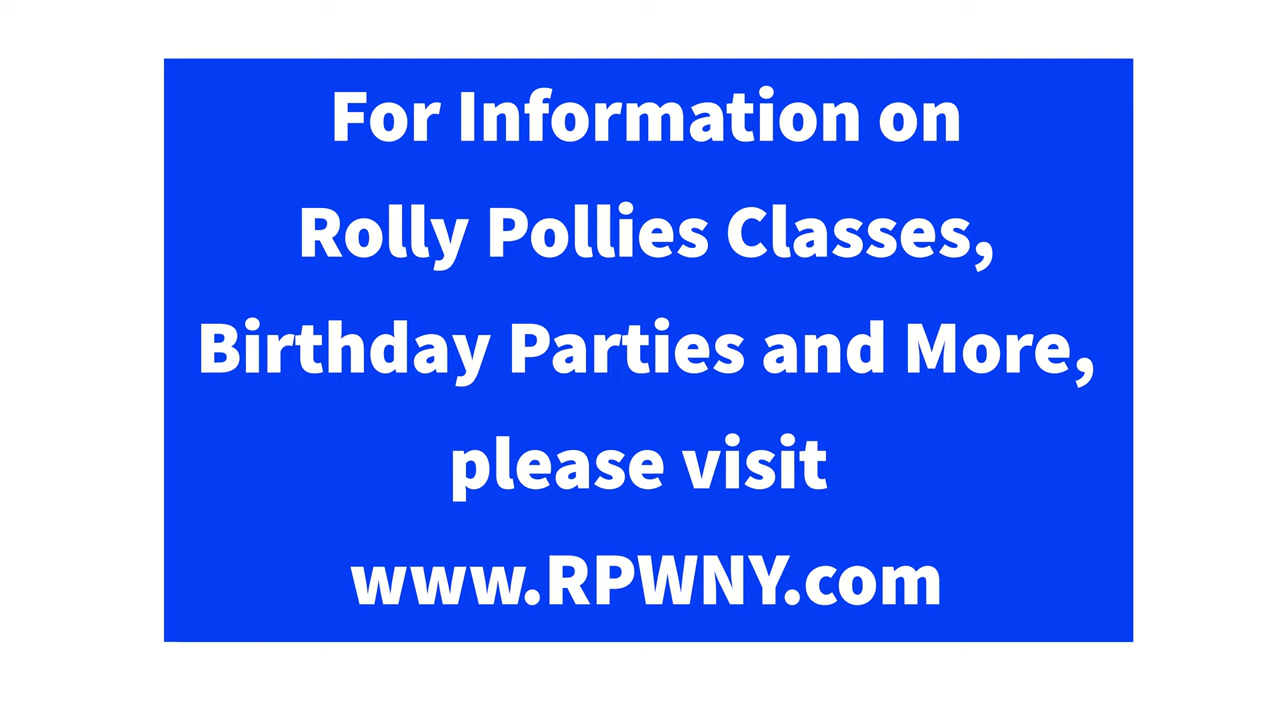 For Information on
Rolly Pollies Classes,
Birthday Parties and More,
please visit
www.RPWNY.com